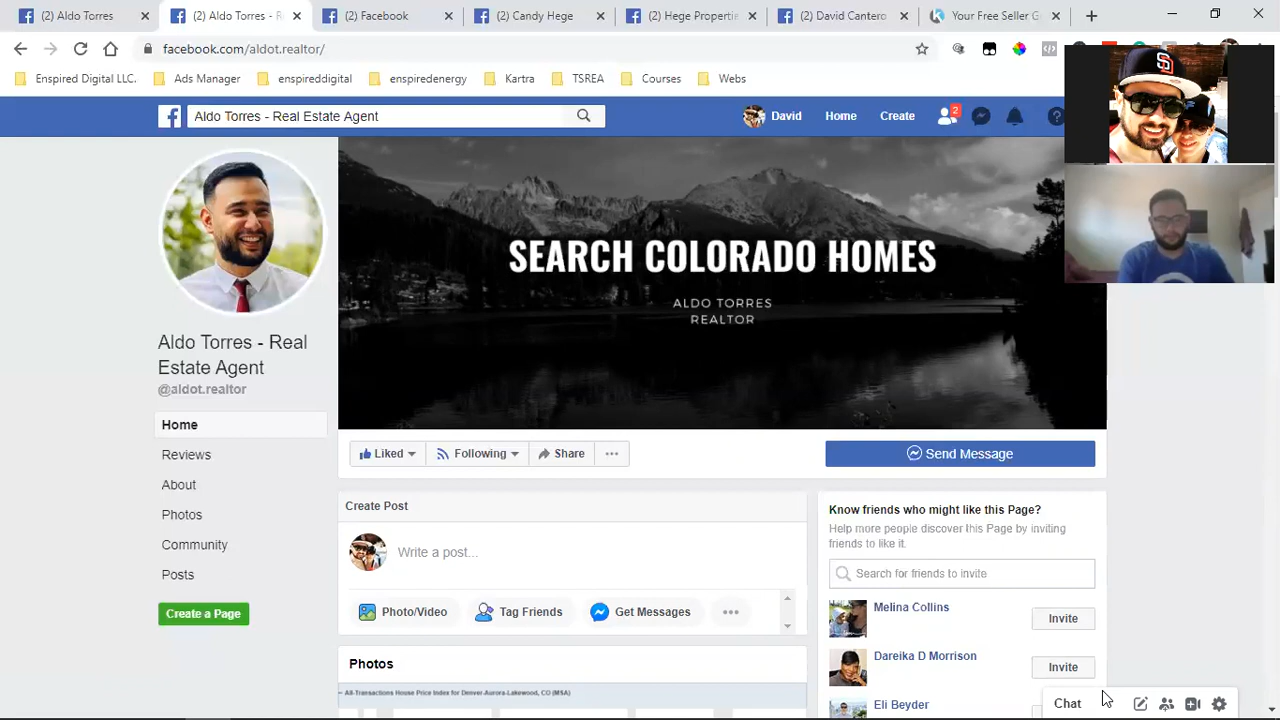 (2) Aldo Torres
(2) Aldo Torres - R
(2) Facebook
(2) Candy Hege
(2) Hege Propertie
(2) David Cantero
Your Free Seller G
facebook.com/aldot.realtor/
Enspired Digital LLC.
Ads Manager
enspireddigital
enspiredenergy
Kartra
TSREA
Courses
Webs
Aldo Torres - Real Estate Agent
David
Home
Create
2
SD
SEARCH COLORADO HOMES
ALDO TORRES
REALTOR
Aldo Torres - Real
Estate Agent
@aldot.realtor
Home
Reviews
About
Photos
Community
Posts
Create a Page
Liked
Following
Share
Send Message
Create Post
Write a post...
Photo/Video
Tag Friends
Get Messages
Photos
All-Transactions House Price Index for Denver-Aurora-Lakewood, CO (MSA)
Know friends who might like this Page?
Help more people discover this Page by inviting
friends to like it.
Search for friends to invite
Melina Collins
Invite
Dareika D Morrison
Invite
Eli Beyder
Chat